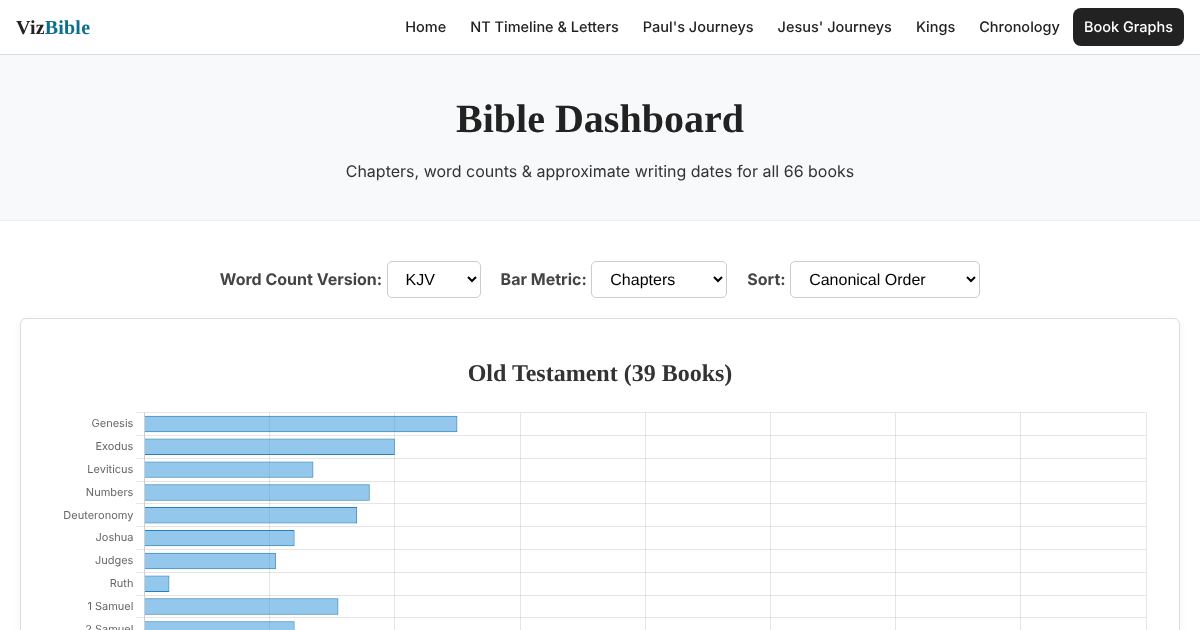 VizBible Home NT Timeline & Letters Paul's Journeys Jesus' Journeys Kings Chronology Book Graphs
Bible Dashboard
Chapters, word counts & approximate writing dates for all 66 books
Word Count Version: KJV Bar Metric: Chapters Sort: Canonical Order
Old Testament (39 Books)
Genesis
Exodus
Leviticus
Numbers
Deuteronomy
Joshua
Judges
Ruth
1 Samuel
2 Samuel